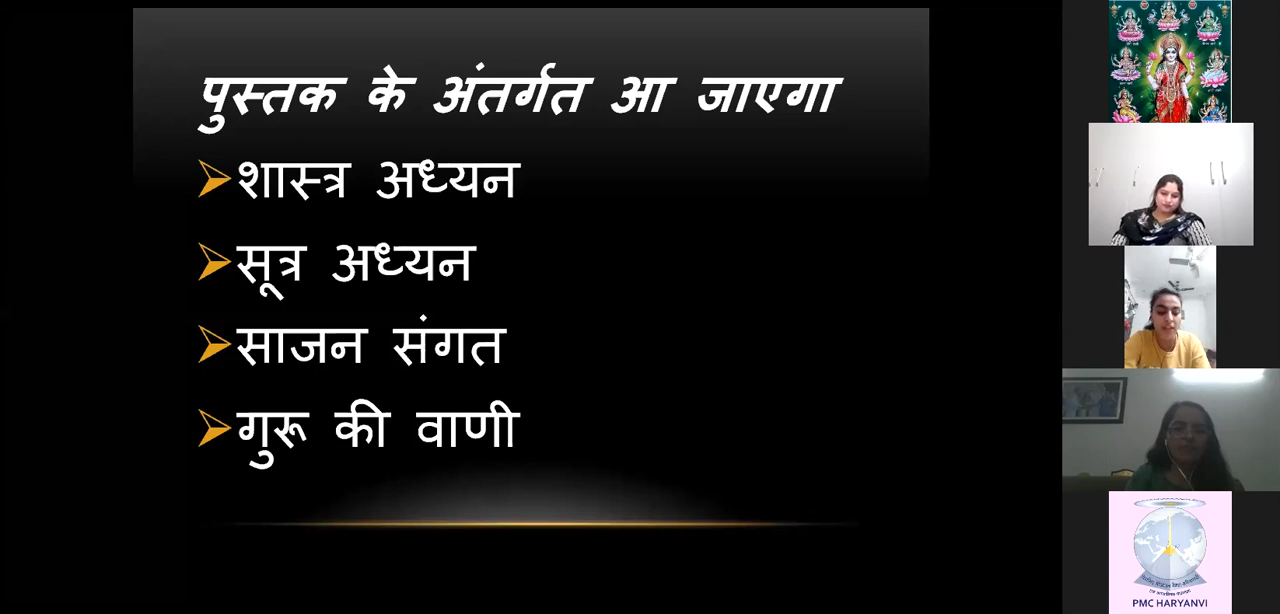 पुस्तक के अंतर्गत आ जाएगा
शास्त्र अध्यन
सूत्र अध्यन
साजन संगत
गुरू की वाणी
PMC HARYANVI